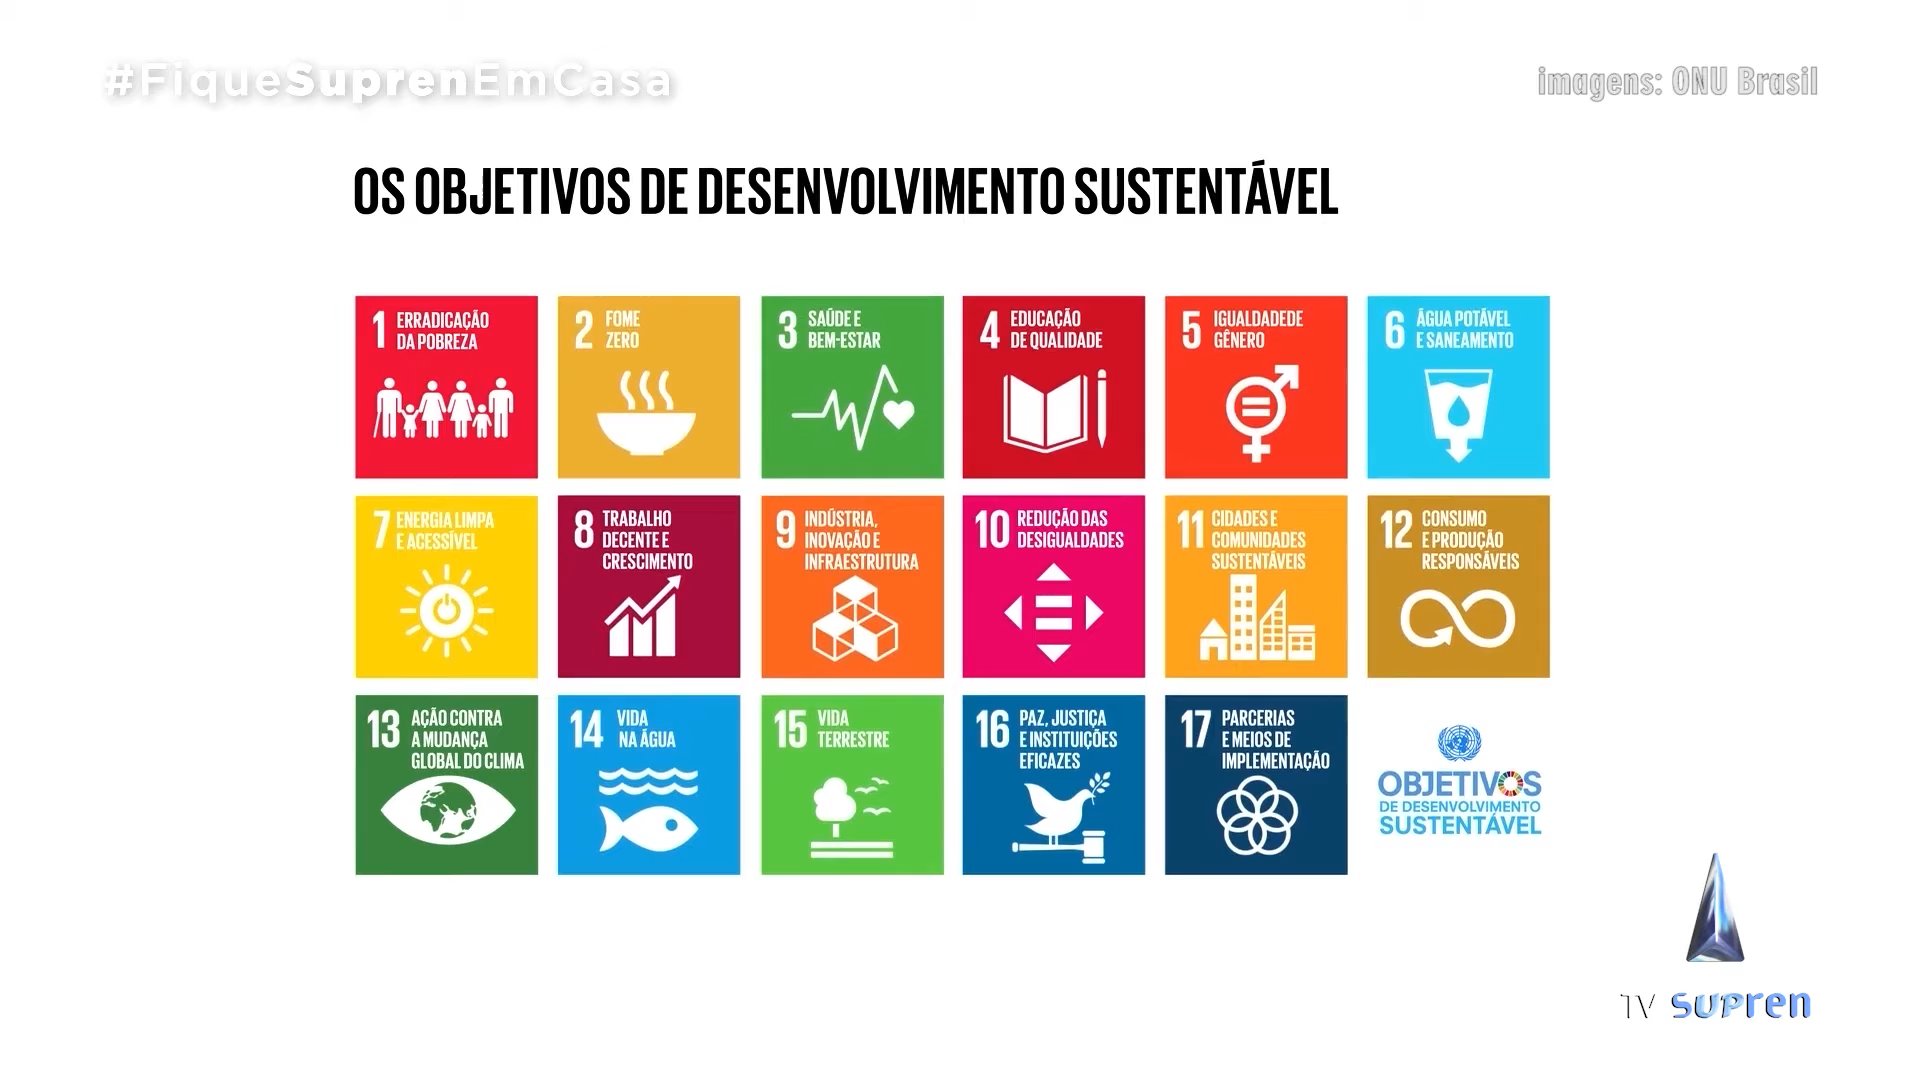 #FiqueSuprenEmCasa
imagens: ONU Brasil
OS OBJETIVOS DE DESENVOLVIMENTO SUSTENTÁVEL
1 ERRADICAÇÃO
DA POBREZA
2 FOME
ZERO
3 SAÚDE E
BEM-ESTAR
4 EDUCAÇÃO
DE QUALIDADE
5 IGUALDADEDE
GÊNERO
6 ÁGUA POTÁVEL
E SANEAMENTO
7 ENERGIA LIMPA
E ACESSÍVEL
8 TRABALHO
DECENTE E
CRESCIMENTO
9 INDÚSTRIA,
INOVAÇÃO E
INFRAESTRUTURA
10 REDUÇÃO DAS
DESIGUALDADES
11 CIDADES E
COMUNIDADES
SUSTENTÁVEIS
12 CONSUMO
E PRODUÇÃO
RESPONSÁVEIS
13 AÇÃO CONTRA
A MUDANÇA
GLOBAL DO CLIMA
14 VIDA
NA ÁGUA
15 VIDA
TERRESTRE
16 PAZ, JUSTIÇA
E INSTITUIÇÕES
EFICAZES
17 PARCERIAS
E MEIOS DE
IMPLEMENTAÇÃO
OBJETIVOS
DE DESENVOLVIMENTO
SUSTENTÁVEL
TV Supren